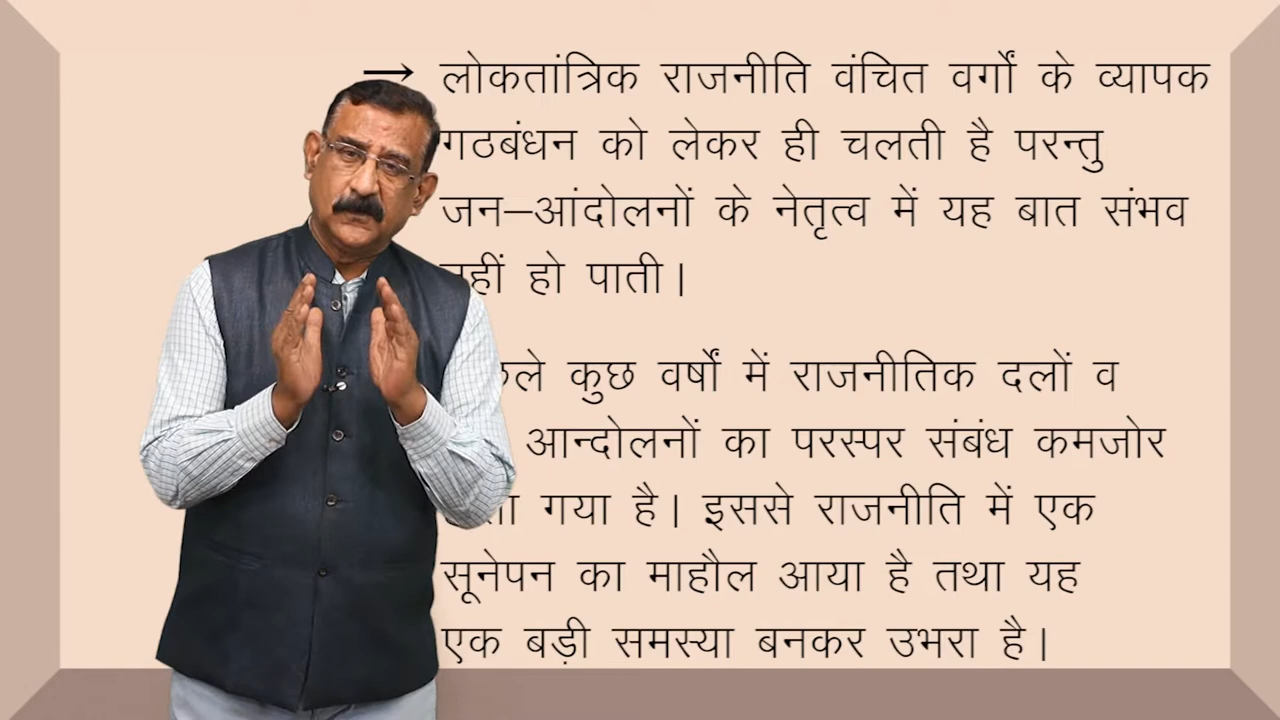 → लोकतांत्रिक राजनीति वंचित वर्गों के व्यापक
गठबंधन को लेकर ही चलती है परन्तु
जन–आंदोलनों के नेतृत्व में यह बात संभव
हो पाती।
कुछ वर्षों में राजनीतिक दलों व
आन्दोलनों का परस्पर संबंध कमजोर
गया है। इससे राजनीति में एक
सूनेपन का माहौल आया है तथा यह
एक बड़ी समस्या बनकर उभरा है।